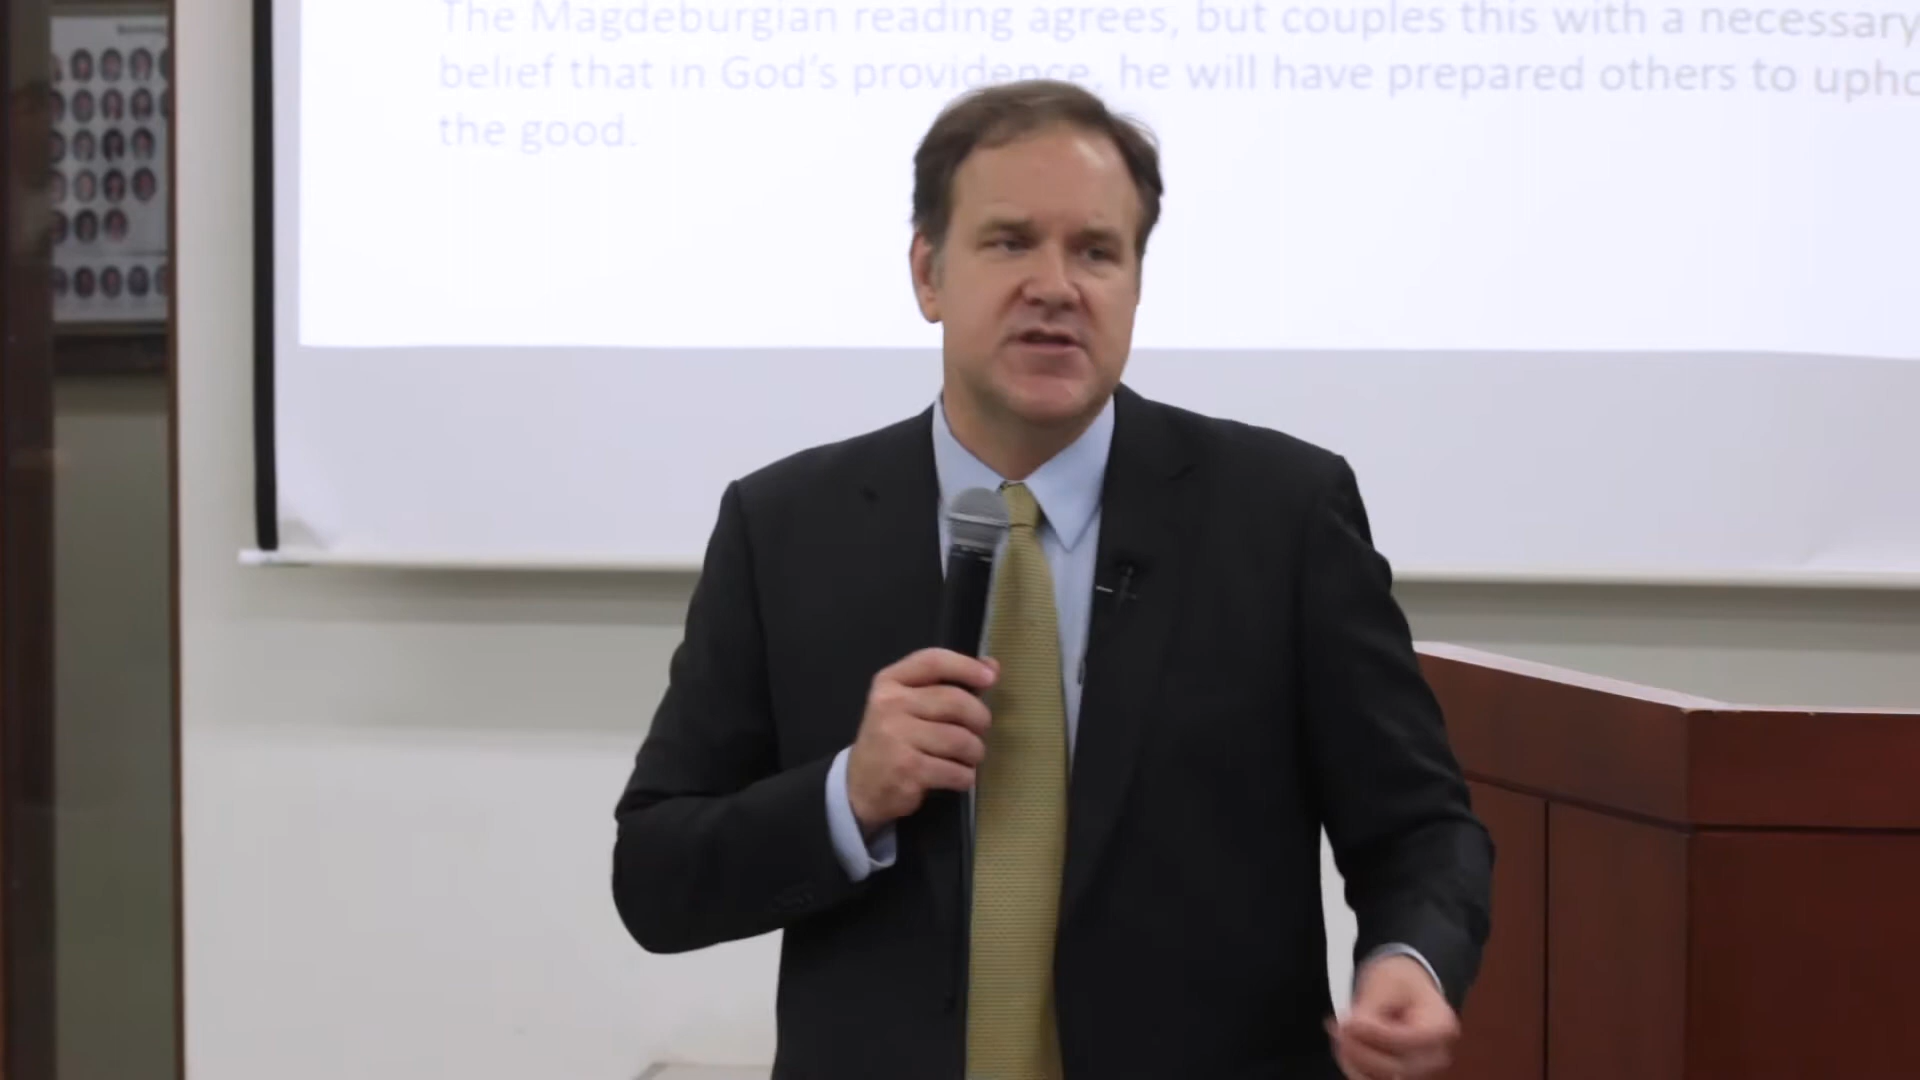 The Magdeburgian reading agrees, but couples this with a necessary
belief that in God's providence, he will have prepared others to upho
the good.